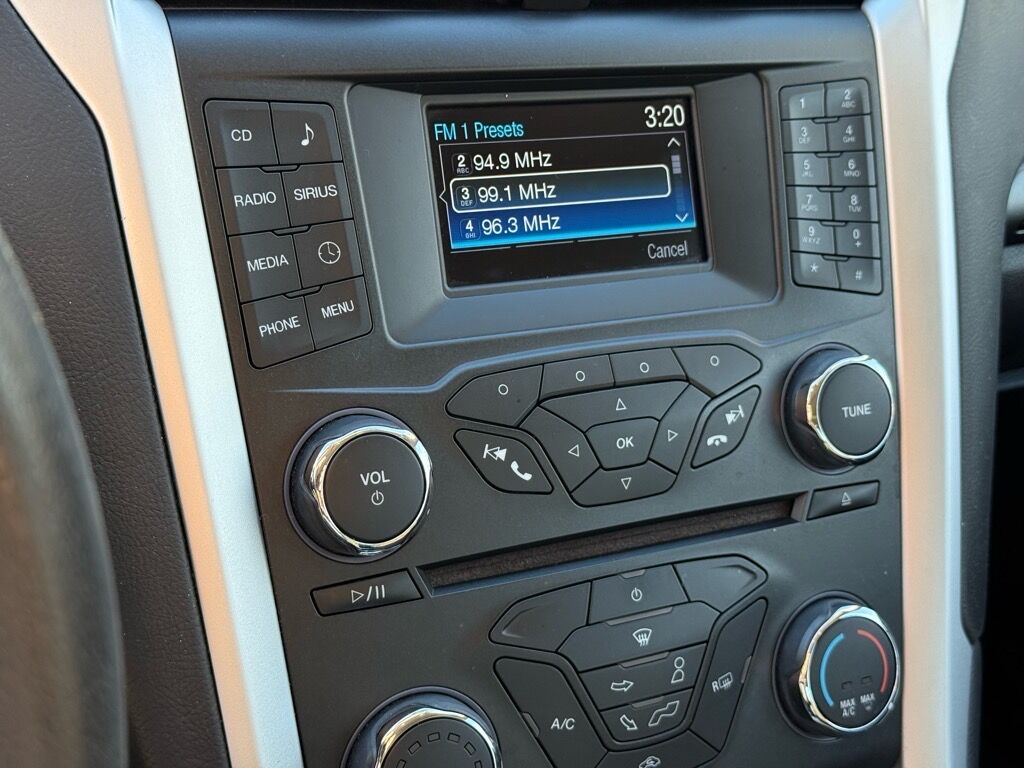 3:20
FM 1 Presets
2 ABC 94.9 MHz
3 DEF 99.1 MHz
4 GHI 96.3 MHz
Cancel
CD
RADIO SIRIUS
MEDIA
PHONE MENU
1 2 ABC
3 DEF 4 GHI
5 JKL 6 MNO
7 PQRS 8 TUV
9 WXYZ 0 +
* #
VOL
OK
TUNE
A/C
R
MAX A/C
MAX